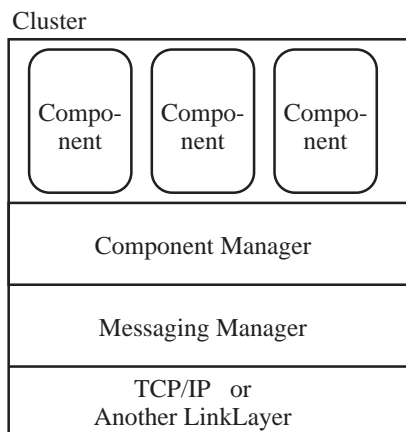 Cluster
Compo- Compo- Compo-
nent nent nent
Component Manager
Messaging Manager
TCP/IP or
Another LinkLayer